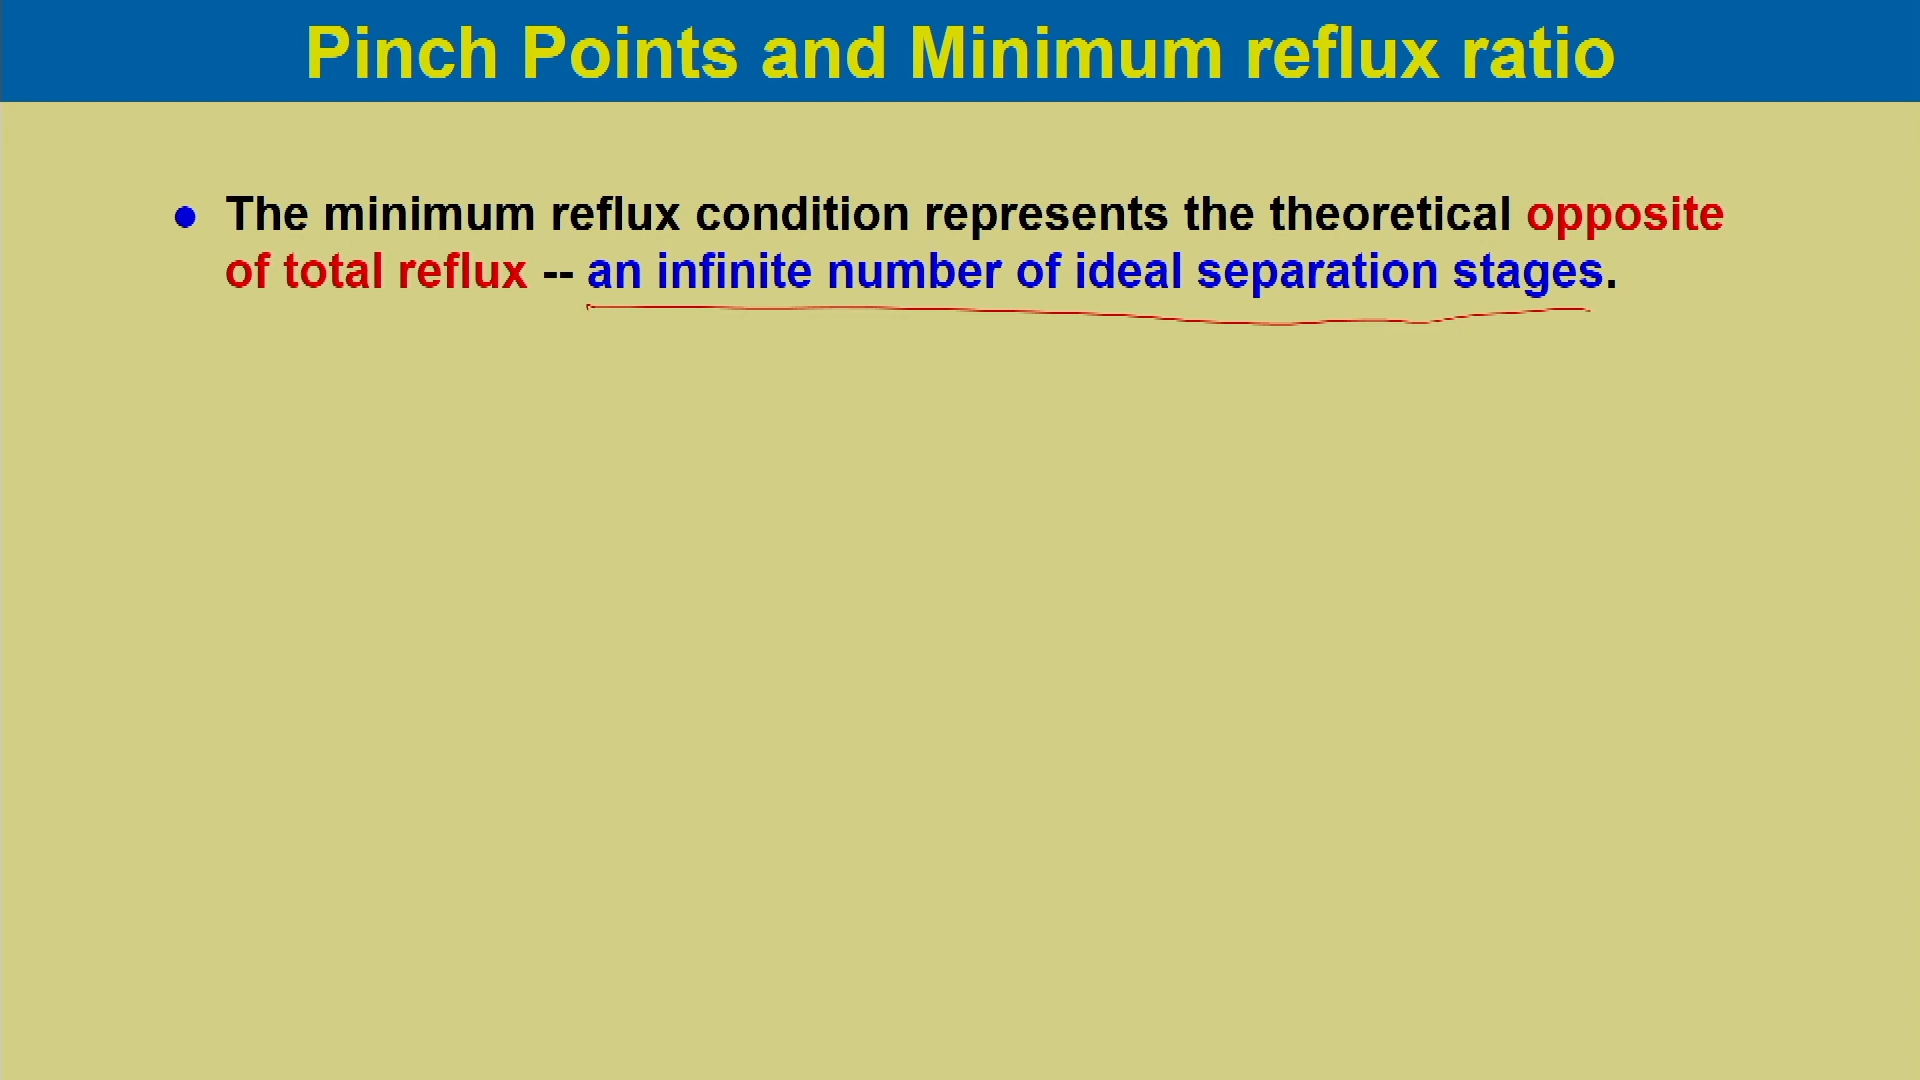 Pinch Points and Minimum reflux ratio
• The minimum reflux condition represents the theoretical opposite
of total reflux -- an infinite number of ideal separation stages.